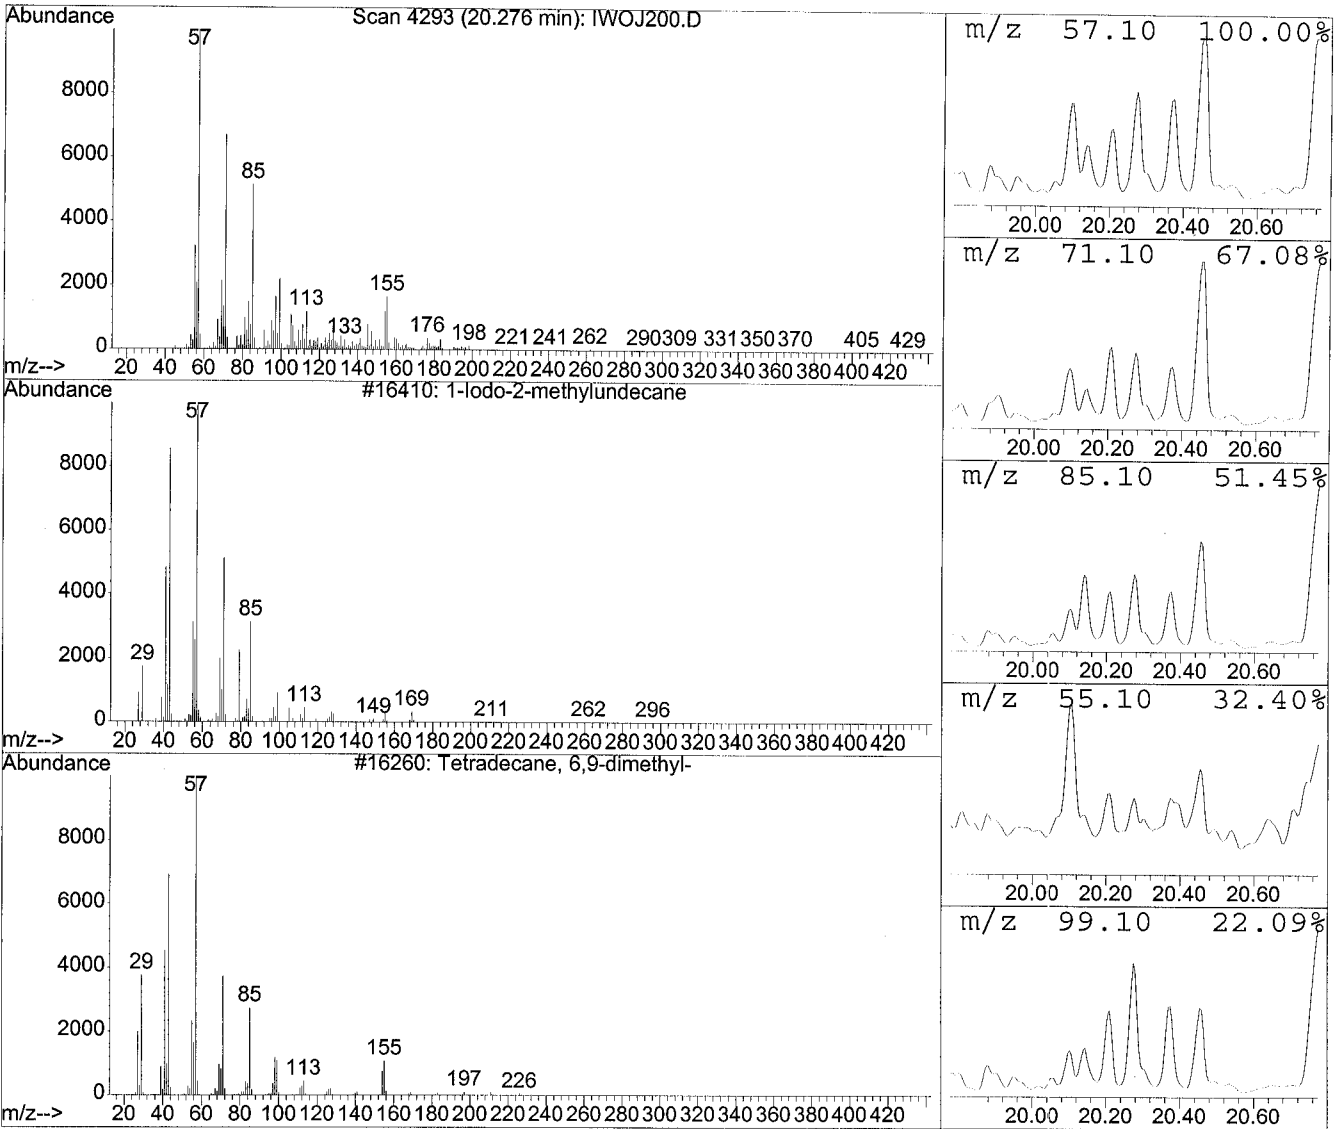 Abundance
Scan 4293 (20.276 min): IWOJ200.D
57
8000
6000
85
4000
2000
113
133
155
176
198
221
241
262
290
309
331
350
370
405
429
0
m/z-->
20 40 60 80 100 120 140 160 180 200 220 240 260 280 300 320 340 360 380 400 420
Abundance
#16410: 1-Iodo-2-methylundecane
57
8000
6000
4000
85
29
2000
113
149
169
211
262
296
0
m/z-->
20 40 60 80 100 120 140 160 180 200 220 240 260 280 300 320 340 360 380 400 420
Abundance
#16260: Tetradecane, 6,9-dimethyl-
57
8000
6000
4000
29
85
2000
113
155
197
226
0
m/z-->
20 40 60 80 100 120 140 160 180 200 220 240 260 280 300 320 340 360 380 400 420
m/z 57.10 100.00%
20.00 20.20 20.40 20.60
m/z 71.10 67.08%
20.00 20.20 20.40 20.60
m/z 85.10 51.45%
20.00 20.20 20.40 20.60
m/z 55.10 32.40%
20.00 20.20 20.40 20.60
m/z 99.10 22.09%
20.00 20.20 20.40 20.60